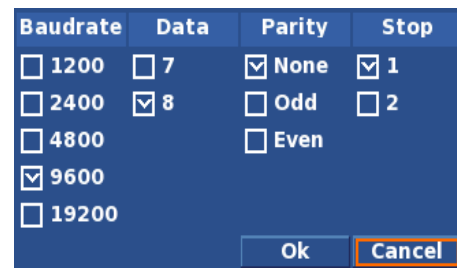 Baudrate Data Parity Stop
1200 7 None 1
2400 8 Odd 2
4800 Even
9600
19200
Ok Cancel